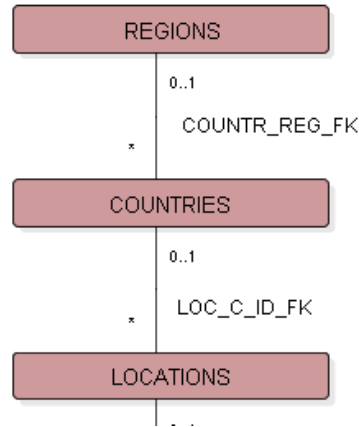 REGIONS
0..1
COUNTR_REG_FK
*
COUNTRIES
0..1
LOC_C_ID_FK
*
LOCATIONS